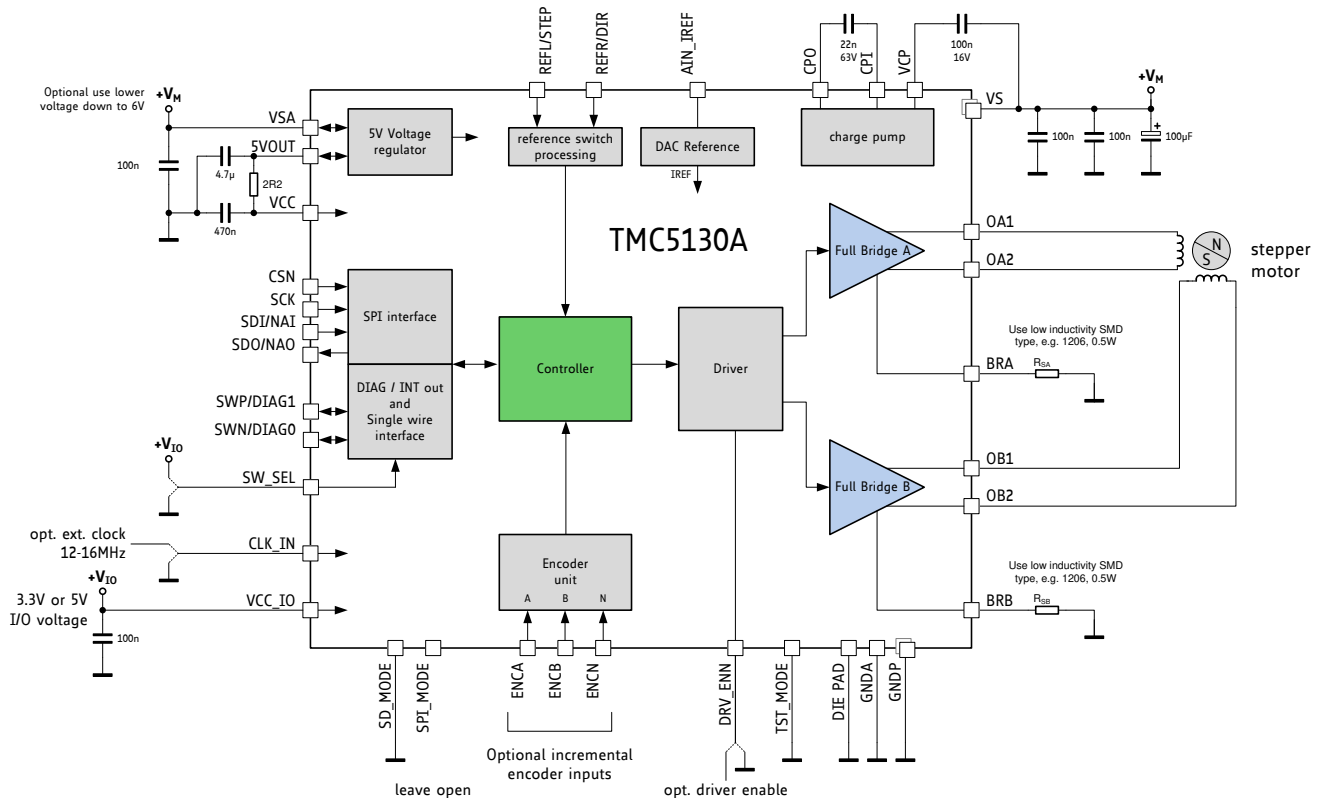 REFL/STEP
REFR/DIR
AIN_IREF
CPO
22n
63V
CPI
VCP
100n
16V
+VM
Optional use lower
voltage down to 6V
+VM
VSA
5V Voltage
regulator
reference switch
processing
DAC Reference
IREF
charge pump
VS
100n
100n
+
100µF
100n
5VOUT
4.7µ
2R2
VCC
470n
TMC5130A
OA1
Full Bridge A
OA2
N
S
stepper
motor
CSN
SCK
SDI/NAI
SDO/NAO
SPI interface
Controller
Driver
Use low inductivity SMD
type, e.g. 1206, 0.5W
BRA
RSA
DIAG / INT out
and
Single wire
interface
SWP/DIAG1
SWN/DIAG0
+VIO
SW_SEL
OB1
Full Bridge B
OB2
opt. ext. clock
12-16MHz
CLK_IN
+VIO
3.3V or 5V
I/O voltage
VCC_IO
100n
Encoder
unit
A B N
Use low inductivity SMD
type, e.g. 1206, 0.5W
BRB
RSB
SD_MODE
SPI_MODE
ENCA
ENCB
ENCN
DRV_ENN
TST_MODE
DIE PAD
GNDA
GNDP
Optional incremental
encoder inputs
leave open
opt. driver enable